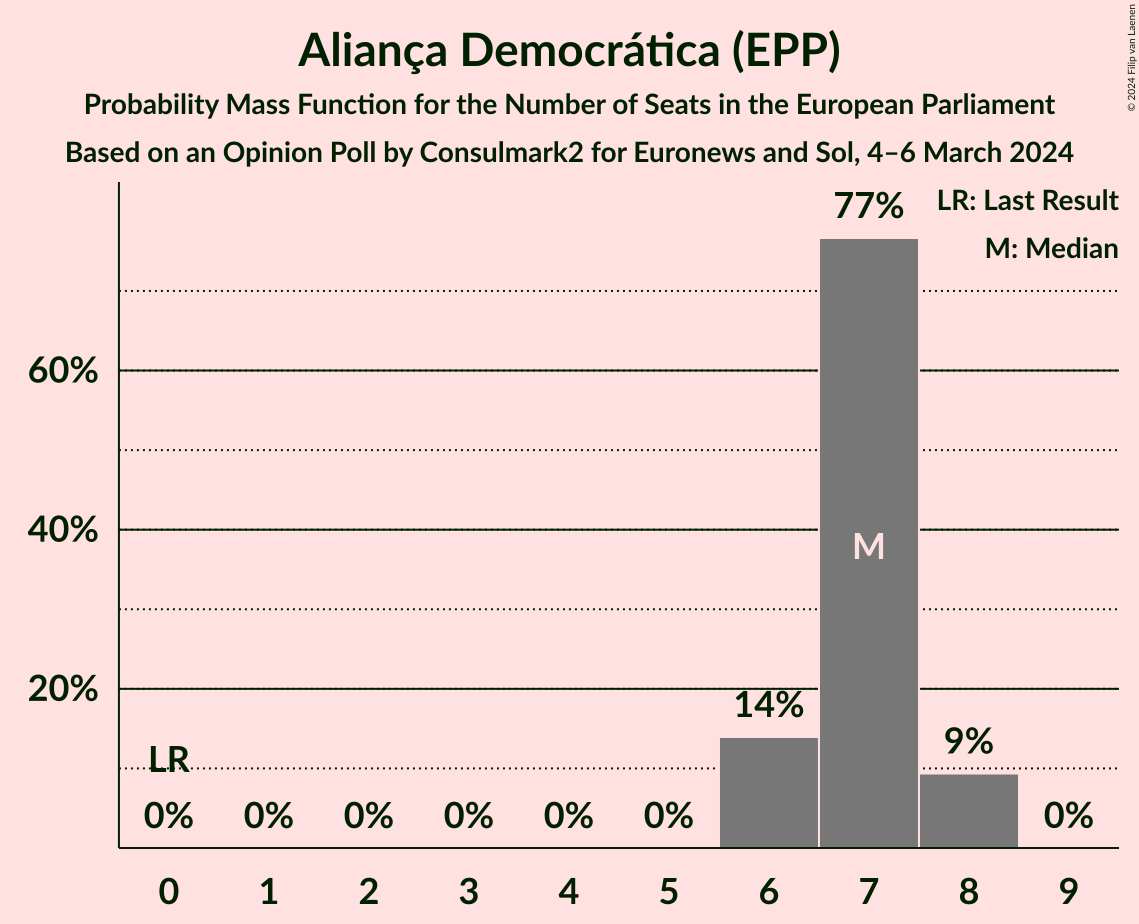 Aliança Democrática (EPP)
Probability Mass Function for the Number of Seats in the European Parliament
Based on an Opinion Poll by Consulmark2 for Euronews and Sol, 4–6 March 2024
© 2024 Filip van Laenen
LR: Last Result
M: Median
77%
60%
40%
M
20%
14%
9%
LR
0% 0% 0% 0% 0% 0% 0%
0 1 2 3 4 5 6 7 8 9